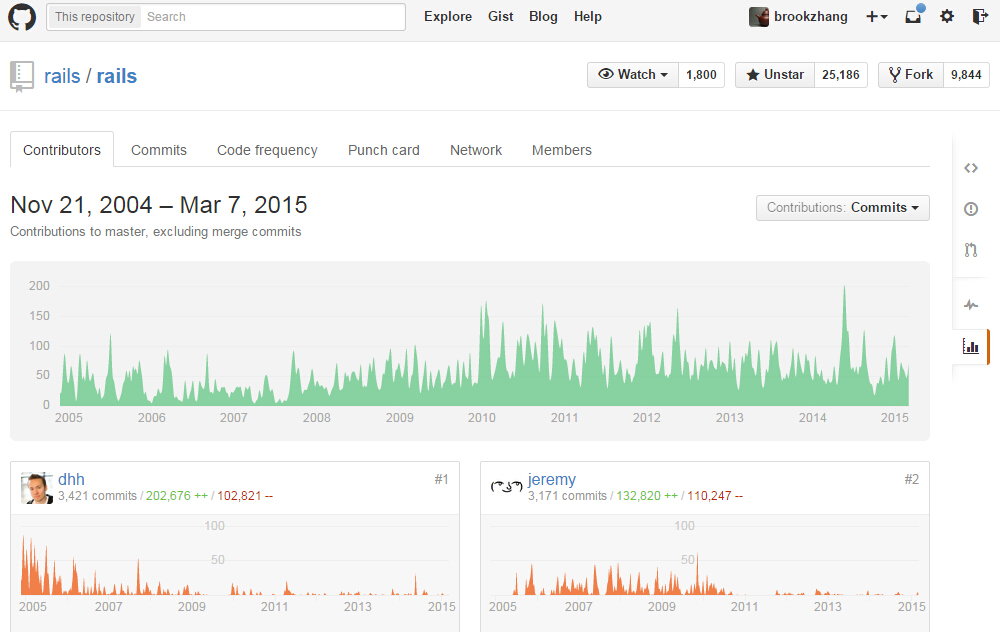 This repository Search Explore Gist Blog Help brookzhang
rails / rails Watch 1,800 Unstar 25,186 Fork 9,844
Contributors Commits Code frequency Punch card Network Members
Nov 21, 2004 – Mar 7, 2015
Contributions: Commits
Contributions to master, excluding merge commits
200
150
100
50
0
2005 2006 2007 2008 2009 2010 2011 2012 2013 2014 2015
dhh #1
3,421 commits / 202,676 ++ / 102,821 --
100
50
2005 2007 2009 2011 2013 2015
jeremy #2
3,171 commits / 132,820 ++ / 110,247 --
100
50
2005 2007 2009 2011 2013 2015